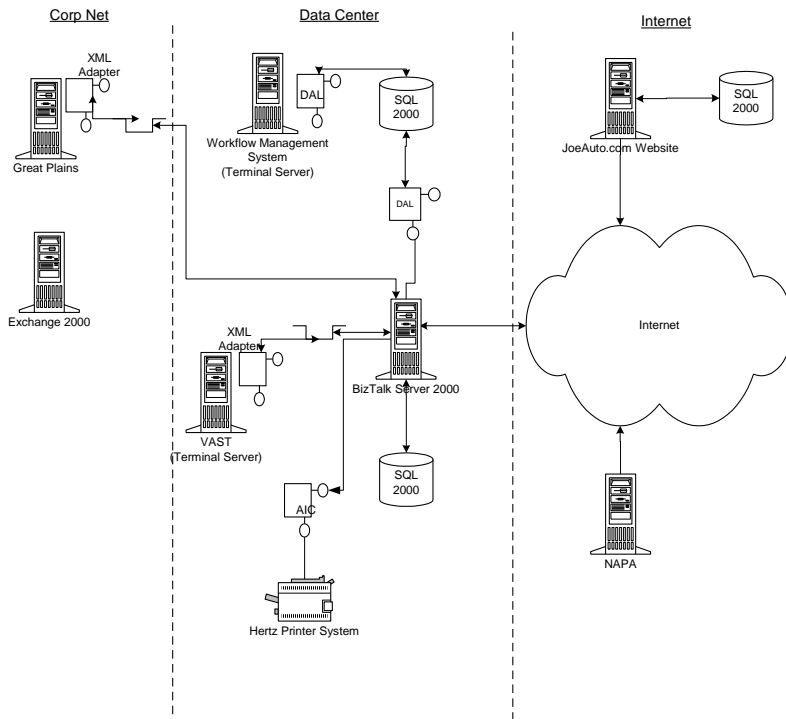 Corp Net
Data Center
Internet
XML
Adapter
Great Plains
DAL
SQL
2000
Workflow Management
System
(Terminal Server)
SQL
2000
JoeAuto.com Website
DAL
Exchange 2000
Internet
XML
Adapter
BizTalk Server 2000
VAST
(Terminal Server)
SQL
2000
AIC
NAPA
Hertz Printer System